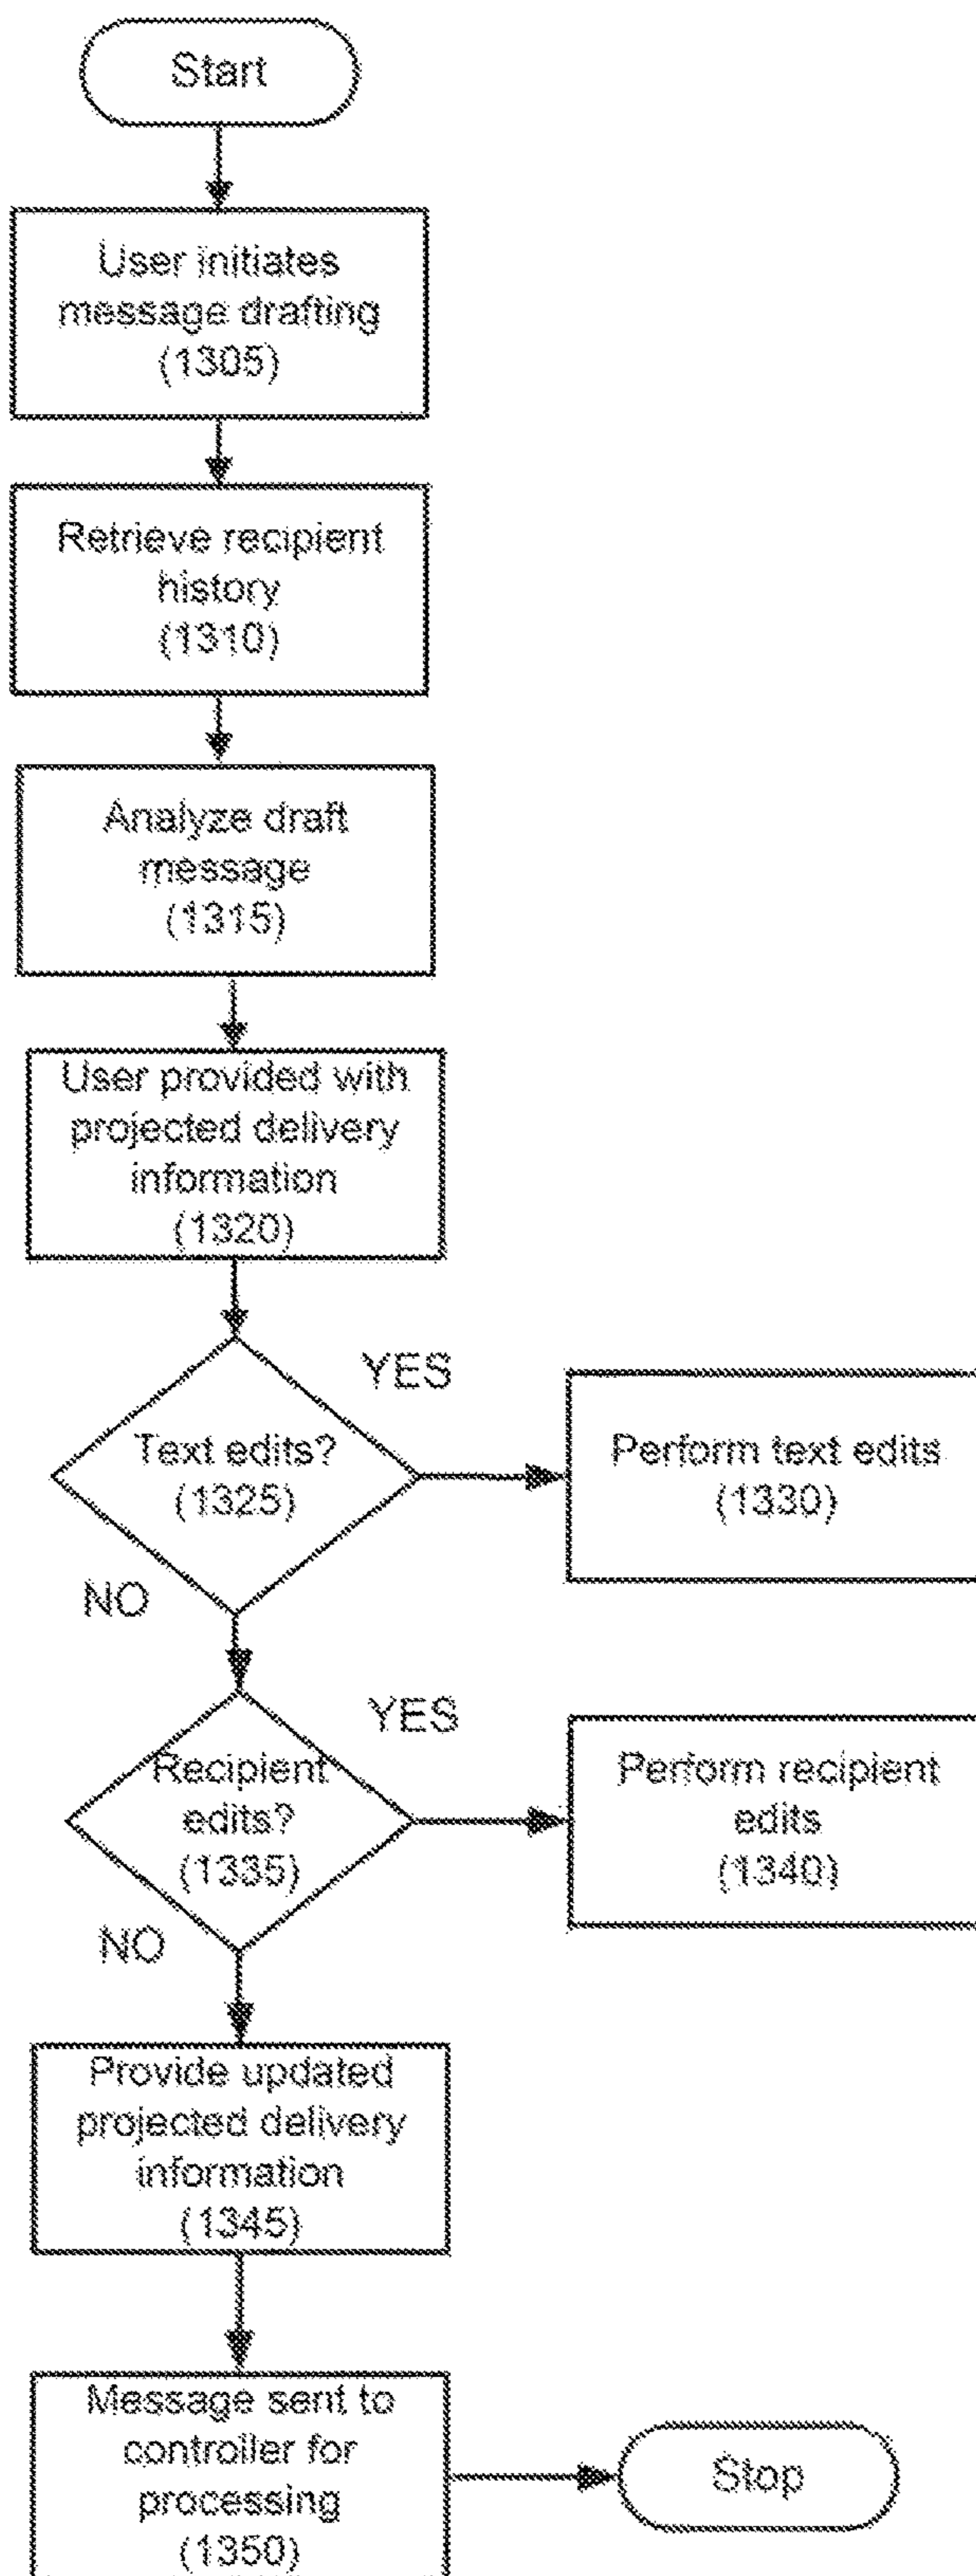 Start
User initiates
message drafting
(1305)
Retrieve recipient
history
(1310)
Analyze draft
message
(1315)
User provided with
projected delivery
information
(1320)
YES
Text edits?
(1325)
Perform text edits
(1330)
NO
YES
Recipient
edits?
(1335)
Perform recipient
edits
(1340)
NO
Provide updated
projected delivery
information
(1345)
Message sent to
controller for
processing
(1350)
Stop